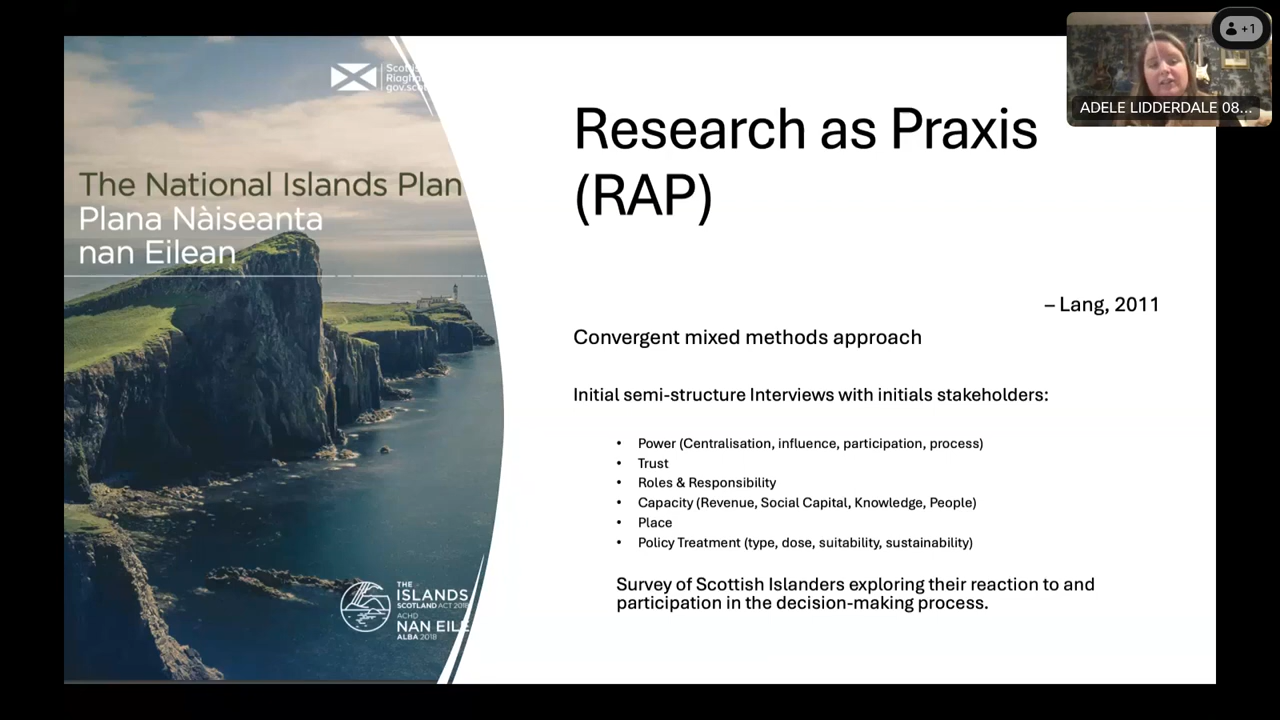 +1
ADELE LIDDERDALE 08...
The National Islands Plan
Plana Nàiseanta
nan Eilean
THE
ISLANDS
SCOTLAND ACT
ACHD
NAN
ALBA 2018
Research as Praxis
(RAP)
– Lang, 2011
Convergent mixed methods approach
Initial semi-structure Interviews with initials stakeholders:
• Power (Centralisation, influence, participation, process)
• Trust
• Roles & Responsibility
• Capacity (Revenue, Social Capital, Knowledge, People)
• Place
• Policy Treatment (type, dose, suitability, sustainability)
Survey of Scottish Islanders exploring their reaction to and
participation in the decision-making process.